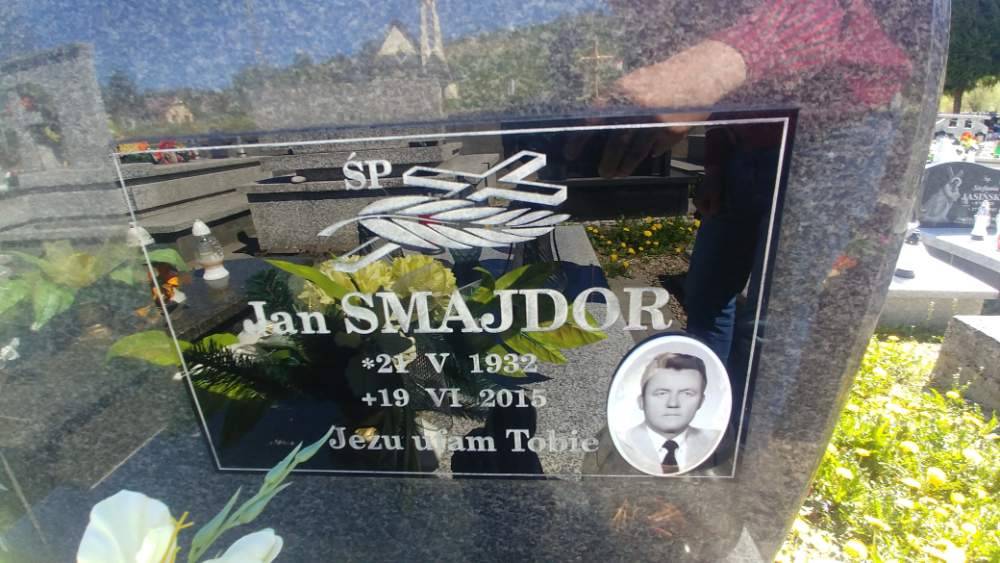 ŚP
Jan SMAJDOR
*21 V 1932
+19 VI 2015
Jezu ufam Tobie